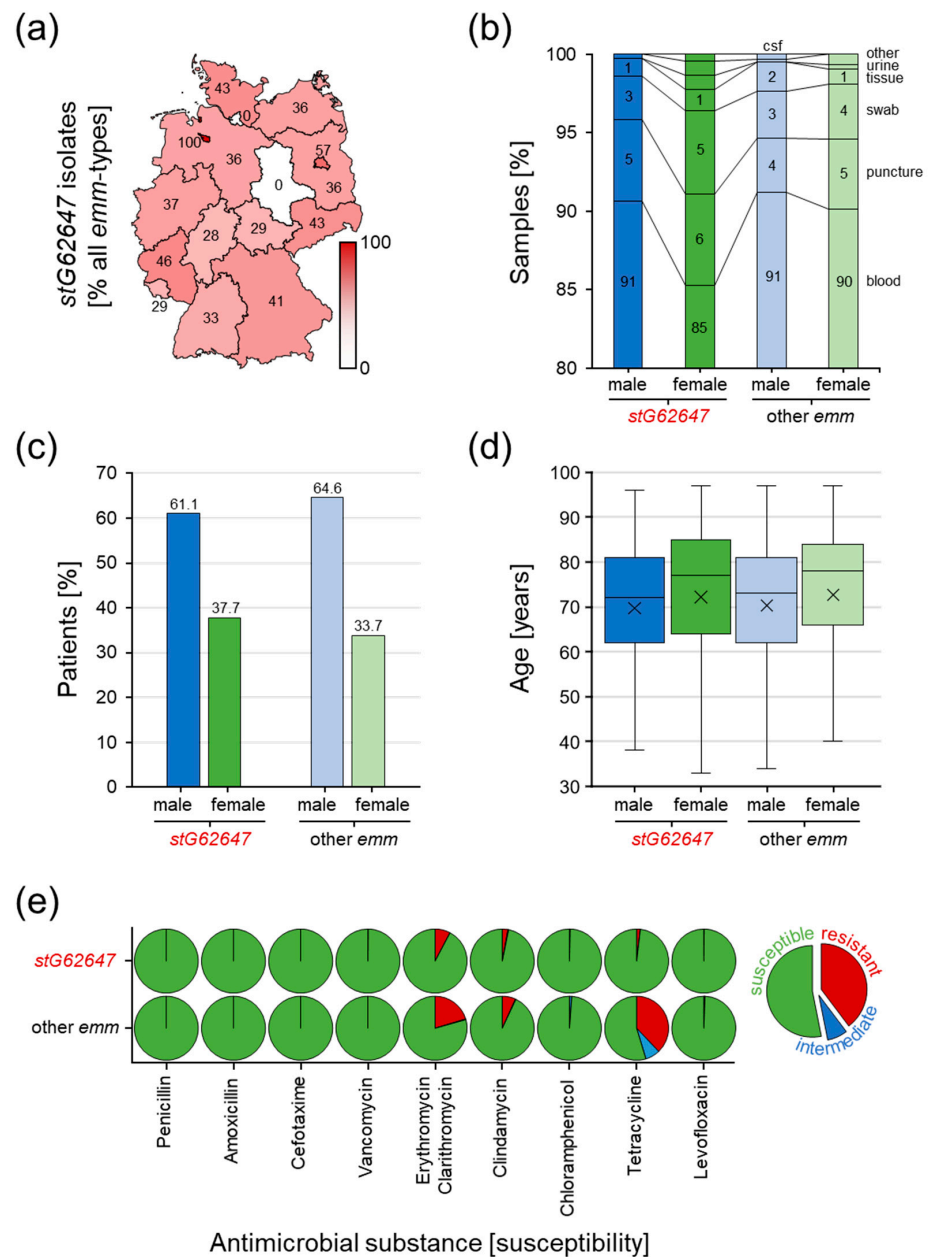 (a)
stG62647 isolates
[% all emm-types]
43
0
36
100
36
57
0
36
37
28
29
43
46
29
33
41
100
0
(b)
Samples [%]
100
95
90
85
80
csf
1
3
5
91
1
5
6
85
2
3
4
91
1
4
5
90
other
urine
tissue
swab
puncture
blood
male female male female
stG62647 other emm
(c)
Patients [%]
70
60
50
40
30
20
10
0
61.1
37.7
64.6
33.7
male female male female
stG62647 other emm
(d)
Age [years]
100
90
80
70
60
50
40
30
male female male female
stG62647 other emm
(e)
stG62647
other emm
susceptible
resistant
intermediate
Penicillin
Amoxicillin
Cefotaxime
Vancomycin
Erythromycin
Clarithromycin
Clindamycin
Chloramphenicol
Tetracycline
Levofloxacin
Antimicrobial substance [susceptibility]